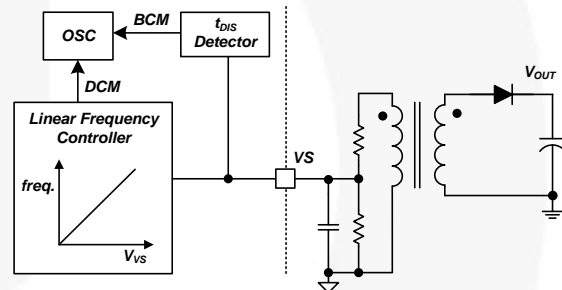 OSC
BCM
tDIS
Detector
DCM
Linear Frequency
Controller
freq.
VVS
VS
VOUT